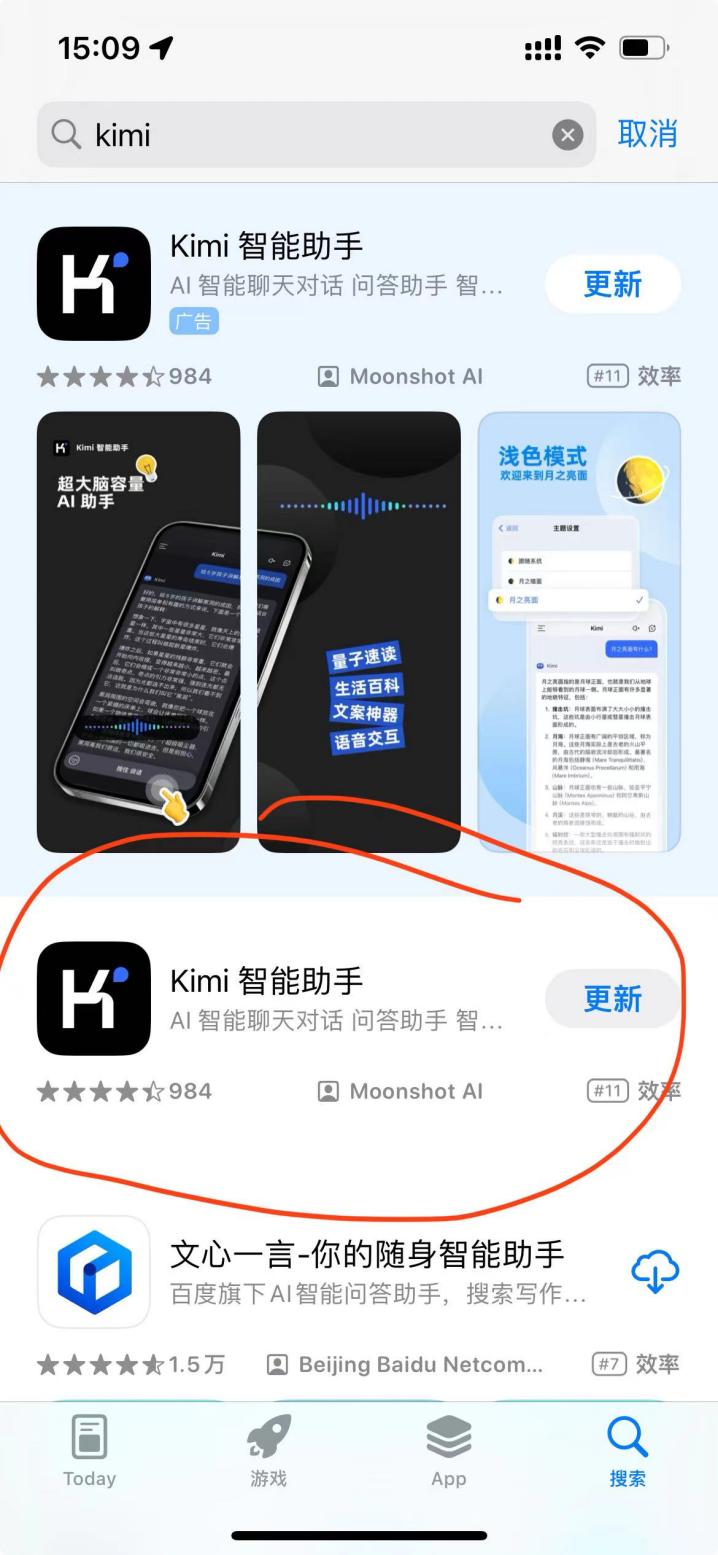 15:09
kimi
取消
Kimi 智能助手
AI 智能聊天对话 问答助手 智...
更新
广告
984
Moonshot AI
#11 效率
Kimi 智能助手
超大脑容量
AI 助手
Kimi
Kimi
按住 说话
量子速读
生活百科
文案神器
语音交互
浅色模式
欢迎来到月之亮面
返回
主题设置
跟随系统
月之暗面
月之亮面
Kimi
月之亮面有什么?
Kimi
Kimi 智能助手
AI 智能聊天对话 问答助手 智...
更新
984
Moonshot AI
#11 效率
文心一言-你的随身智能助手
百度旗下AI智能问答助手，搜索写作...
1.5万
Beijing Baidu Netcom...
#7 效率
Today
游戏
App
搜索